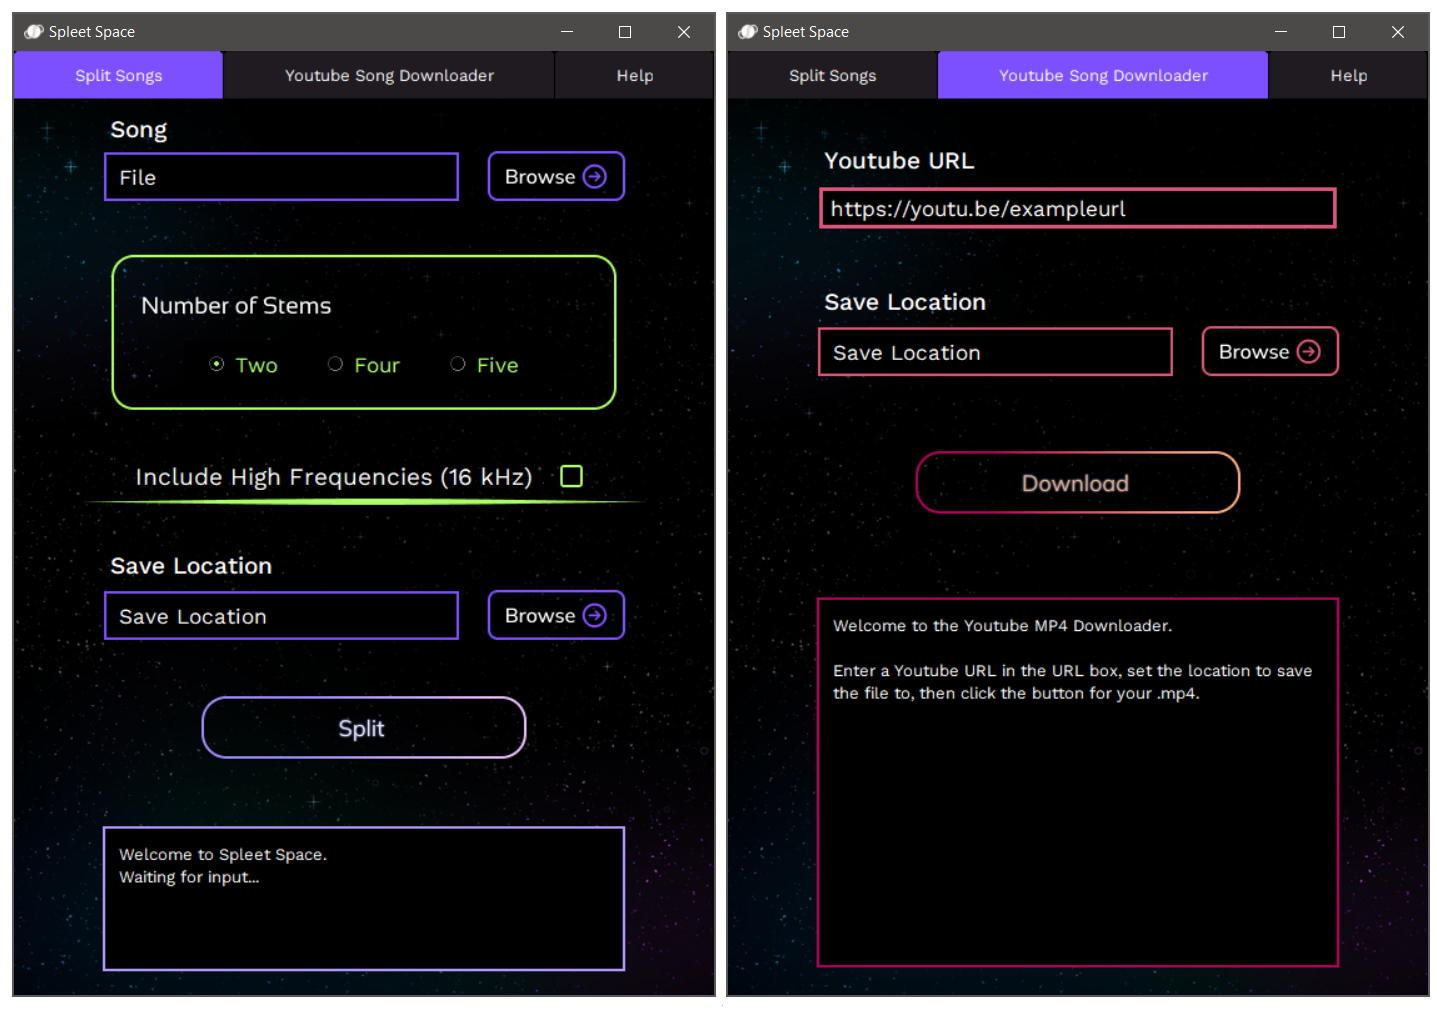 Spleet Space
Split Songs
Youtube Song Downloader
Help
Song
File
Browse
Number of Stems
Two
Four
Five
Include High Frequencies (16 kHz)
Save Location
Save Location
Browse
Split
Welcome to Spleet Space.
Waiting for input...
Spleet Space
Split Songs
Youtube Song Downloader
Help
Youtube URL
https://youtu.be/exampleurl
Save Location
Save Location
Browse
Download
Welcome to the Youtube MP4 Downloader.
Enter a Youtube URL in the URL box, set the location to save
the file to, then click the button for your .mp4.